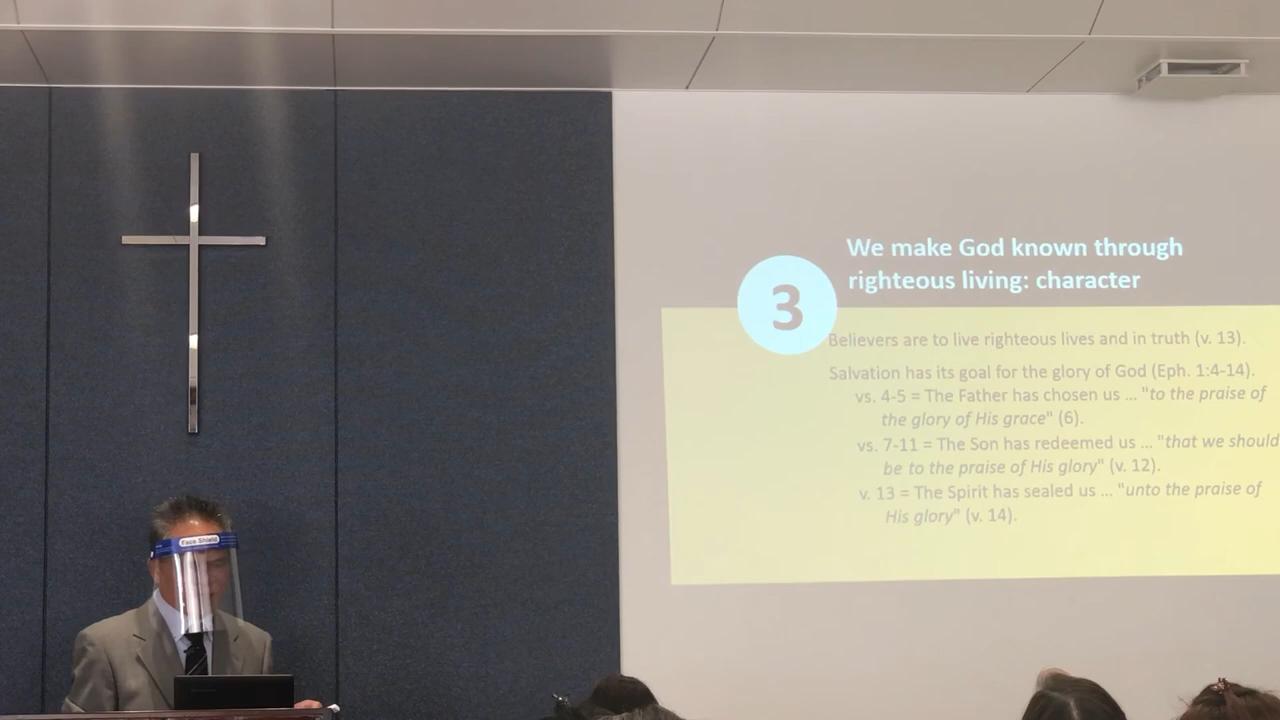 We make God known through
righteous living: character
3
Believers are to live righteous lives and in truth (v. 13).
Salvation has its goal for the glory of God (Eph. 1:4-14).
vs. 4-5 = The Father has chosen us ... "to the praise of
the glory of His grace" (6).
vs. 7-11 = The Son has redeemed us ... "that we should
be to the praise of His glory" (v. 12).
v. 13 = The Spirit has sealed us ... "unto the praise of
His glory" (v. 14).
Face Shield